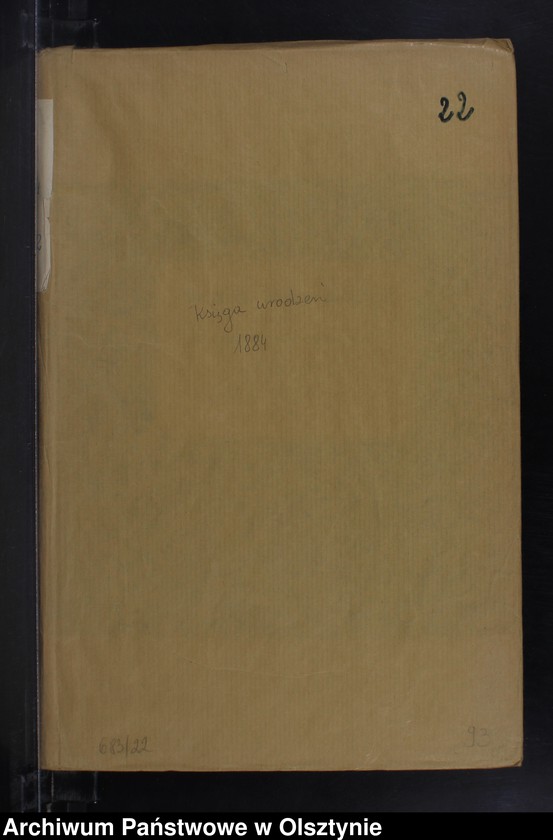 22
Księga urodzeń
1884
683/22
93
Archiwum Państwowe w Olsztynie